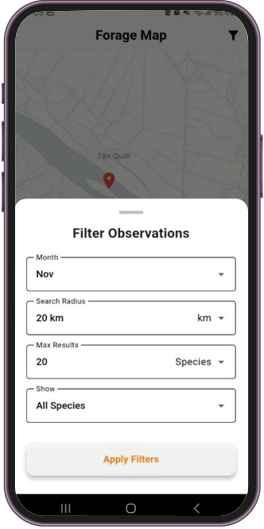 Forage Map
Tân Quới
Filter Observations
Month
Nov
Search Radius
20 km km
Max Results
20 Species
Show
All Species
Apply Filters